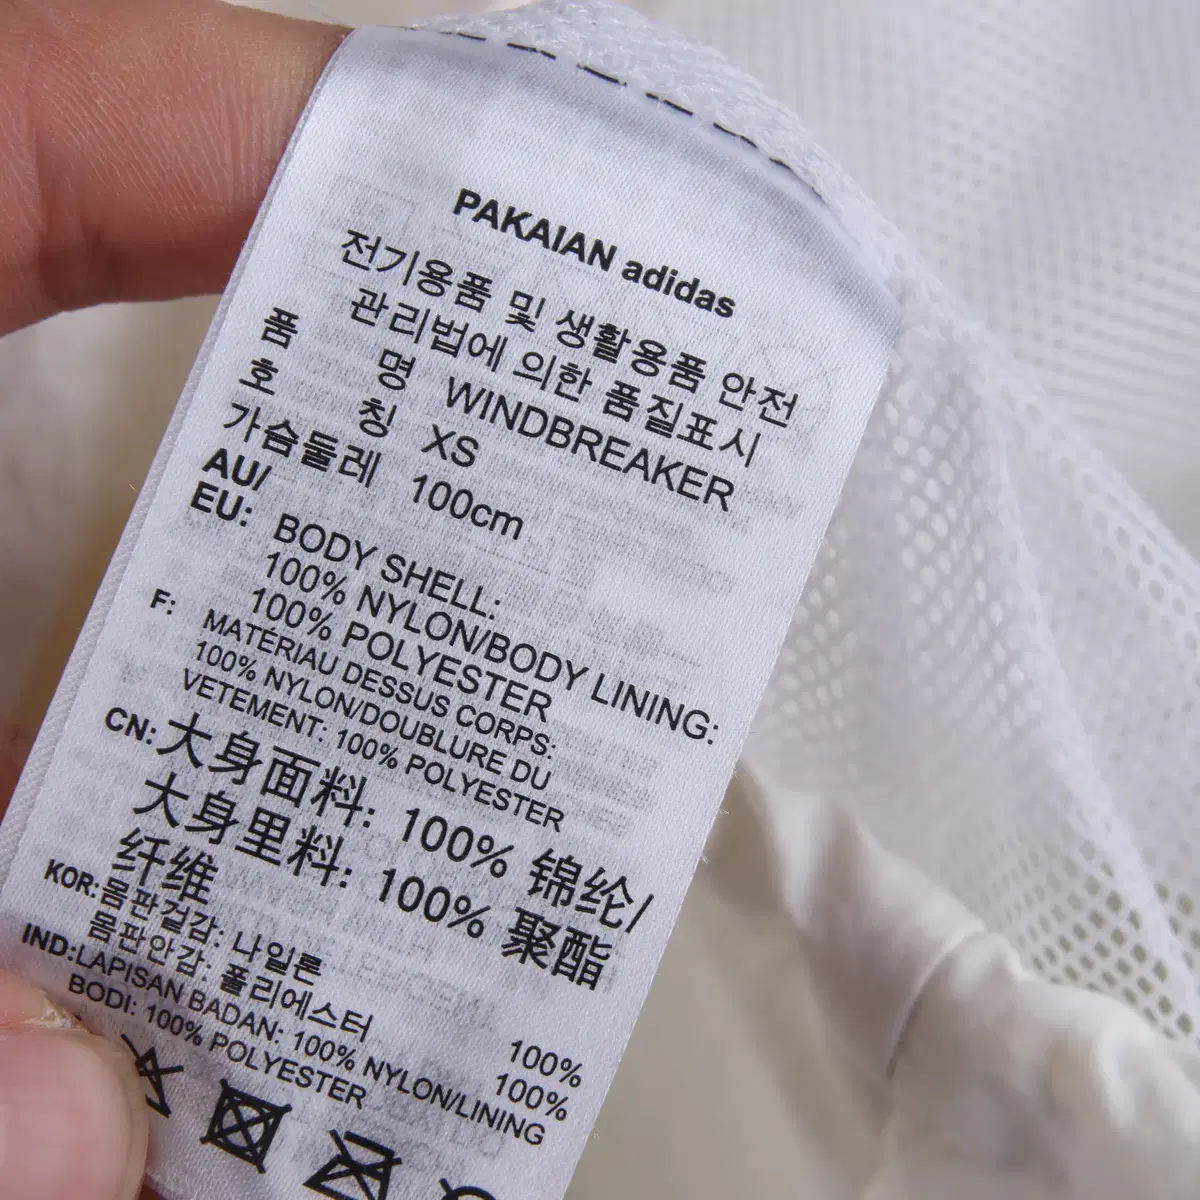 PAKAIAN adidas
전기용품 및 생활용품 안전
관리법에 의한 품질표시
품 명 WINDBREAKER
호 칭 XS
가슴둘레 100cm
AU/
EU: BODY SHELL:
100% NYLON/BODY LINING:
100% POLYESTER
F: MATÉRIAU DESSUS CORPS:
100% NYLON/DOUBLURE DU
VETEMENT: 100% POLYESTER
CN: 大身面料: 100% 锦纶/
大身里料: 100% 聚酯
纤维
KOR: 몸판겉감: 나일론 100%
몸판안감: 폴리에스터 100%
IND: LAPISAN BADAN: 100% NYLON/LINING
BODI: 100% POLYESTER